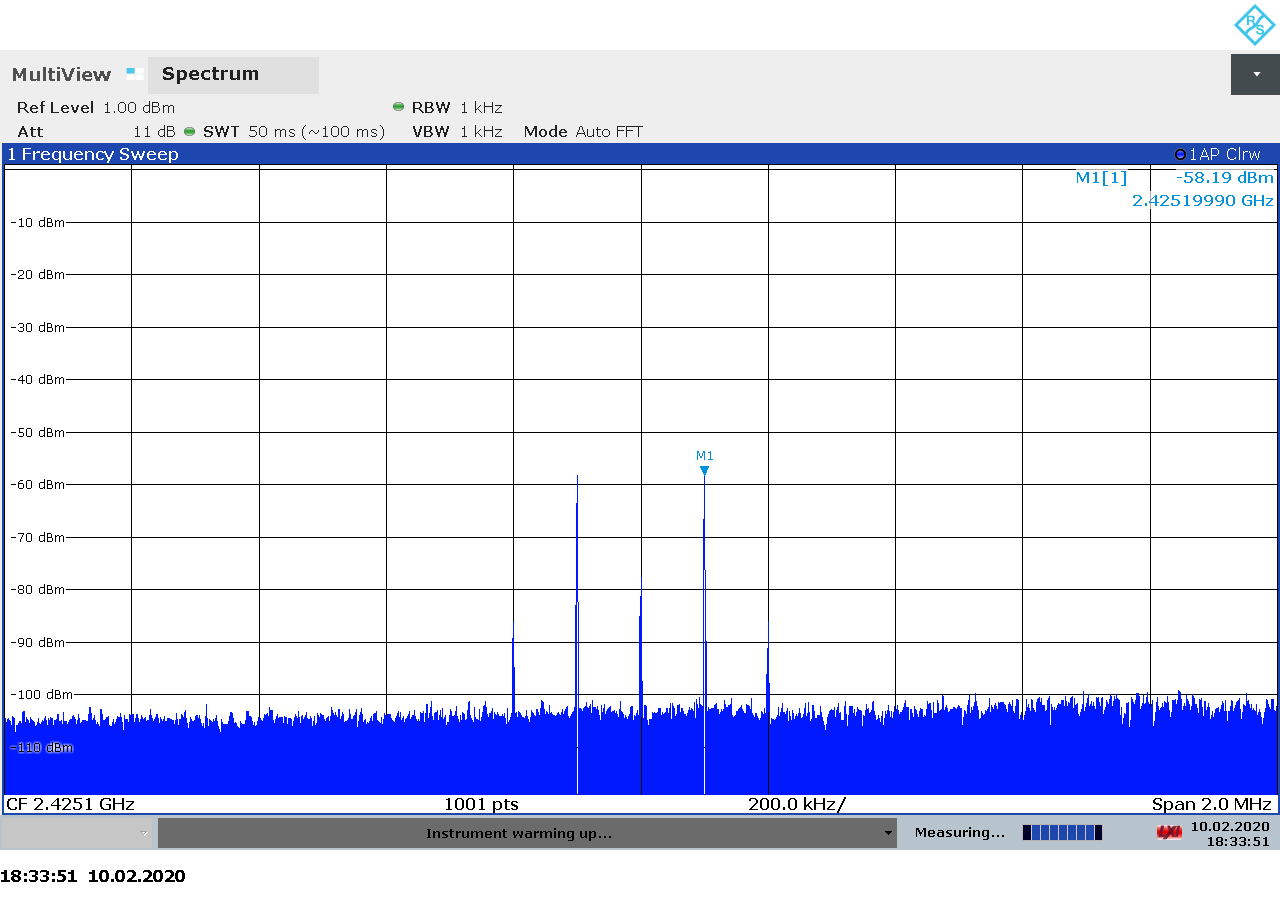 R S
MultiView Spectrum
Ref Level 1.00 dBm RBW 1 kHz
Att 11 dB SWT 50 ms (~100 ms) VBW 1 kHz Mode Auto FFT
1 Frequency Sweep 1AP Clrw
M1[1] -58.19 dBm
2.42519990 GHz
-10 dBm
-20 dBm
-30 dBm
-40 dBm
-50 dBm
M1
-60 dBm
-70 dBm
-80 dBm
-90 dBm
-100 dBm
-110 dBm
CF 2.4251 GHz 1001 pts 200.0 kHz/ Span 2.0 MHz
Instrument warming up... Measuring... LXI 10.02.2020
18:33:51
18:33:51 10.02.2020